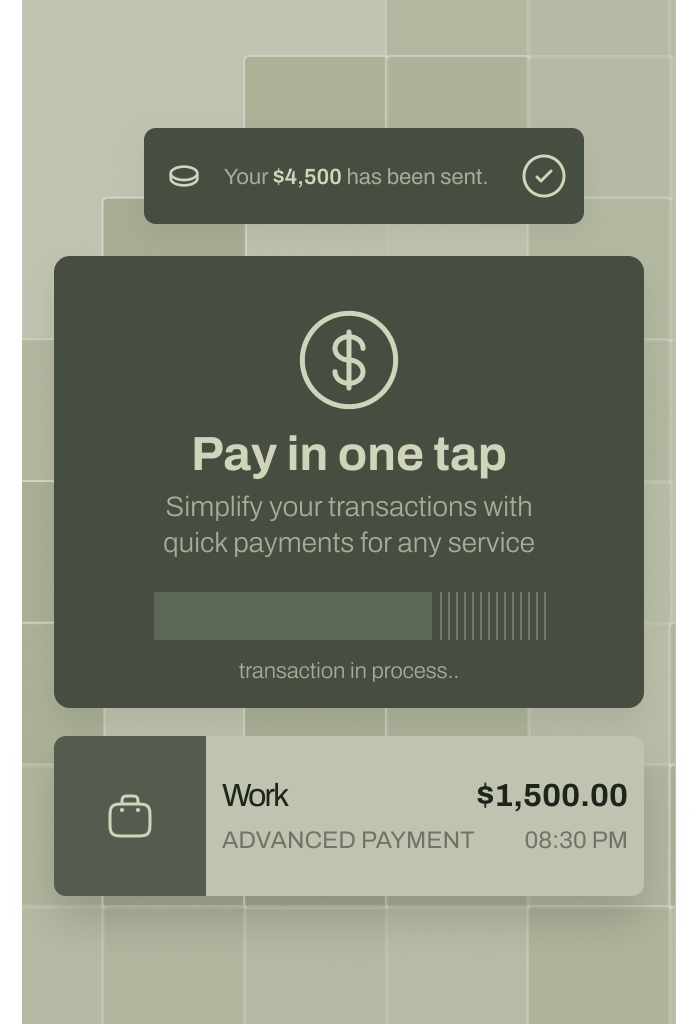 Your $4,500 has been sent.
$
Pay in one tap
Simplify your transactions with
quick payments for any service
transaction in process..
Work $1,500.00
ADVANCED PAYMENT 08:30 PM